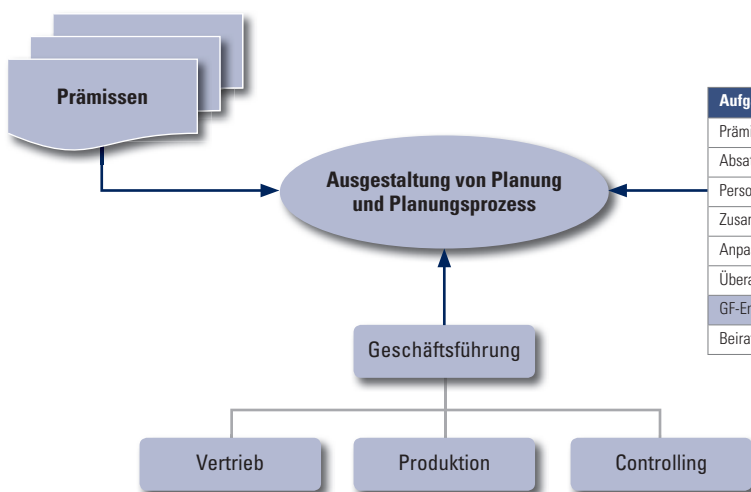 Prämissen
Ausgestaltung von Planung
und Planungsprozess
Geschäftsführung
Vertrieb
Produktion
Controlling